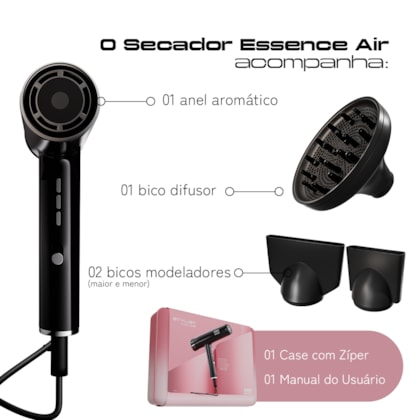 O Secador Essence Air
acompanha:
01 anel aromático
01 bico difusor
02 bicos modeladores
(maior e menor)
01 Case com Zíper
01 Manual do Usuário